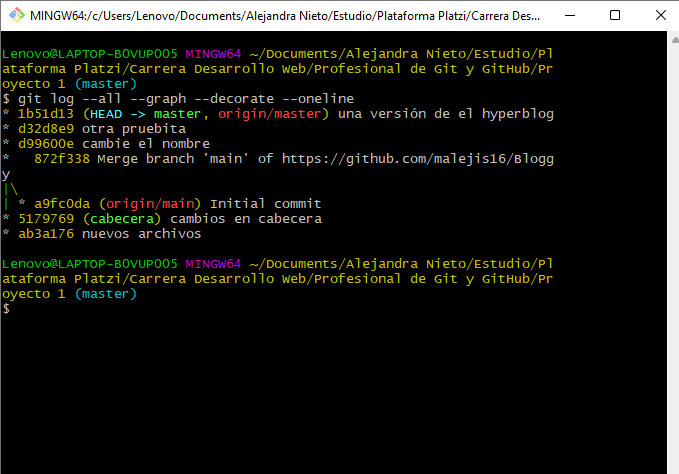 MINGW64:/c/Users/Lenovo/Documents/Alejandra Nieto/Estudio/Plataforma Platzi/Carrera Des...
Lenovo@LAPTOP-B0VUP005 MINGW64 ~/Documents/Alejandra Nieto/Estudio/Pl
ataforma Platzi/Carrera Desarrollo Web/Profesional de Git y GitHub/Pr
oyecto 1 (master)
$ git log --all --graph --decorate --oneline
* 1b51d13 (HEAD -> master, origin/master) una versión de el hyperblog
* d32d8e9 otra pruebita
* d99600e cambie el nombre
*   872f338 Merge branch 'main' of https://github.com/malejis16/Blogg
y
|\
| * a9fc0da (origin/main) Initial commit
* 5179769 (cabecera) cambios en cabecera
* ab3a176 nuevos archivos
Lenovo@LAPTOP-B0VUP005 MINGW64 ~/Documents/Alejandra Nieto/Estudio/Pl
ataforma Platzi/Carrera Desarrollo Web/Profesional de Git y GitHub/Pr
oyecto 1 (master)
$